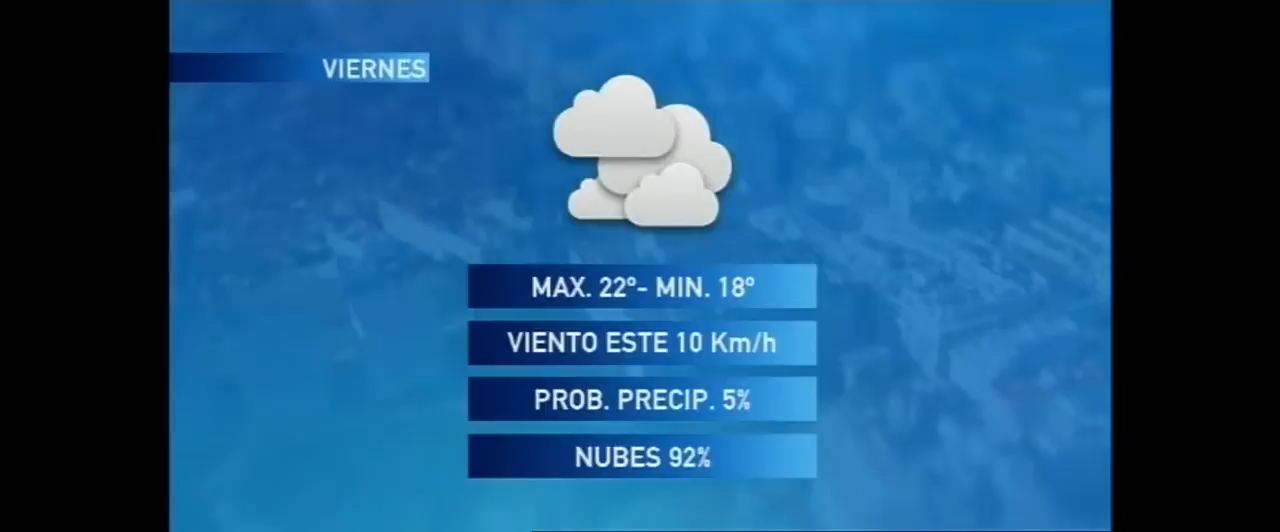 VIERNES
MAX. 22º- MIN. 18º
VIENTO ESTE 10 Km/h
PROB. PRECIP. 5%
NUBES 92%